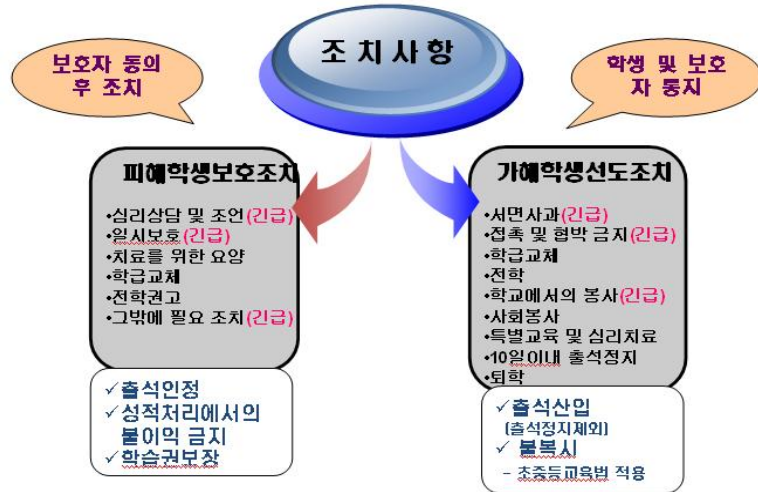 조치사항
보호자 동의
후 조치
학생 및 보호
자 통지
피해학생보호조치
•심리상담 및 조언(긴급)
•일시보호(긴급)
•치료를 위한 요양
•학급교체
•전학권고
•그밖에 필요 조치(긴급)
✓출석인정
✓성적처리에서의
불이익 금지
✓학습권보장
가해학생선도조치
•서면사과(긴급)
•접촉 및 협박 금지(긴급)
•학급교체
•전학
•학교에서의 봉사(긴급)
•사회봉사
•특별교육 및 심리치료
•10일이내 출석정지
•퇴학
✓출석산입
(출석정지제외)
✓ 불복시
- 초중등교육법 적용